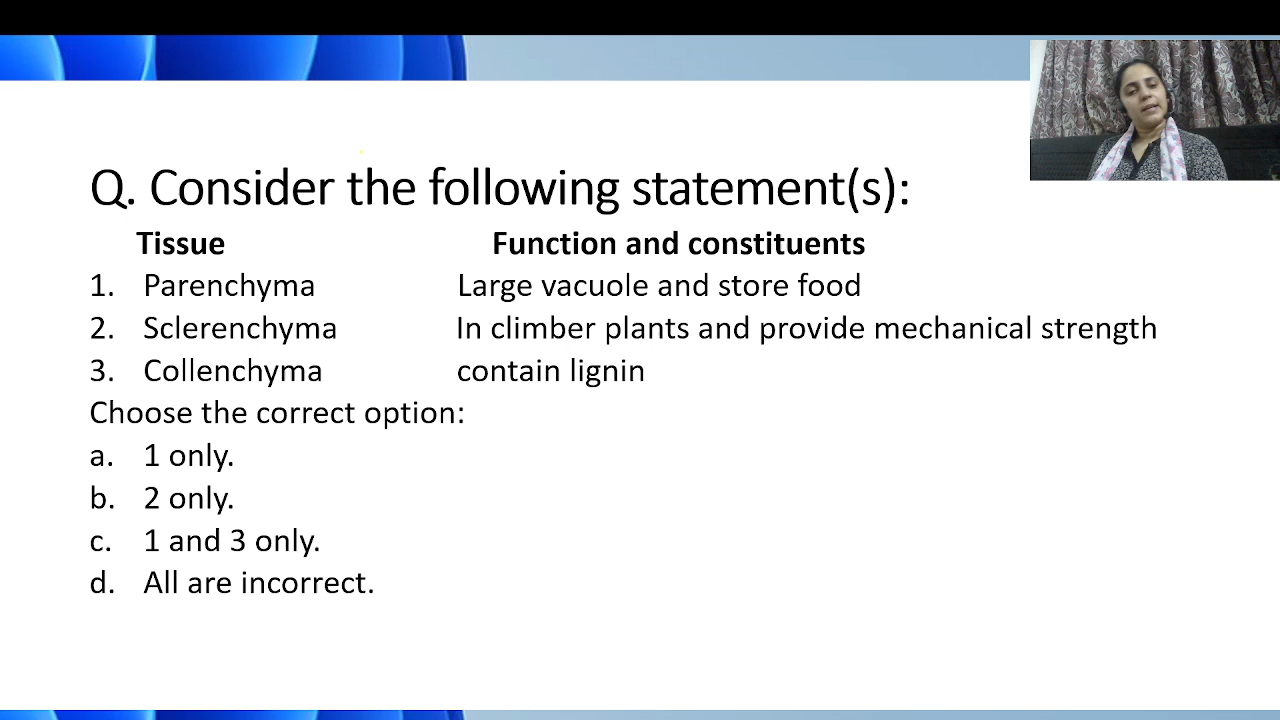 Q. Consider the following statement(s):
Tissue Function and constituents
1. Parenchyma Large vacuole and store food
2. Sclerenchyma In climber plants and provide mechanical strength
3. Collenchyma contain lignin
Choose the correct option:
a. 1 only.
b. 2 only.
c. 1 and 3 only.
d. All are incorrect.